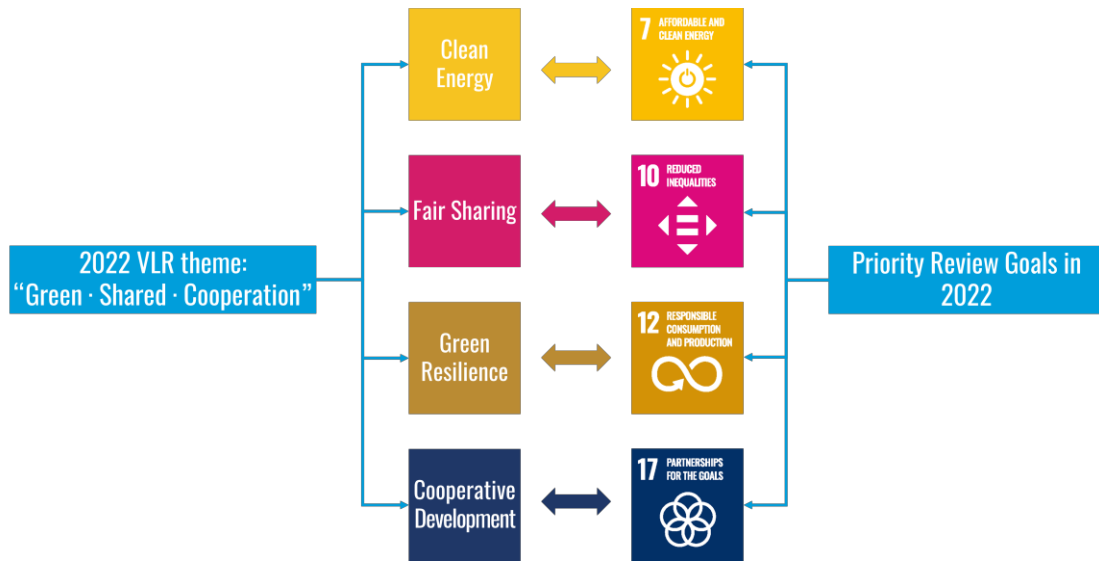 2022 VLR theme:
“Green · Shared · Cooperation”
Clean
Energy
7 AFFORDABLE AND
CLEAN ENERGY
Fair Sharing
10 REDUCED
INEQUALITIES
Green
Resilience
12 RESPONSIBLE
CONSUMPTION
AND PRODUCTION
Cooperative
Development
17 PARTNERSHIPS
FOR THE GOALS
Priority Review Goals in
2022